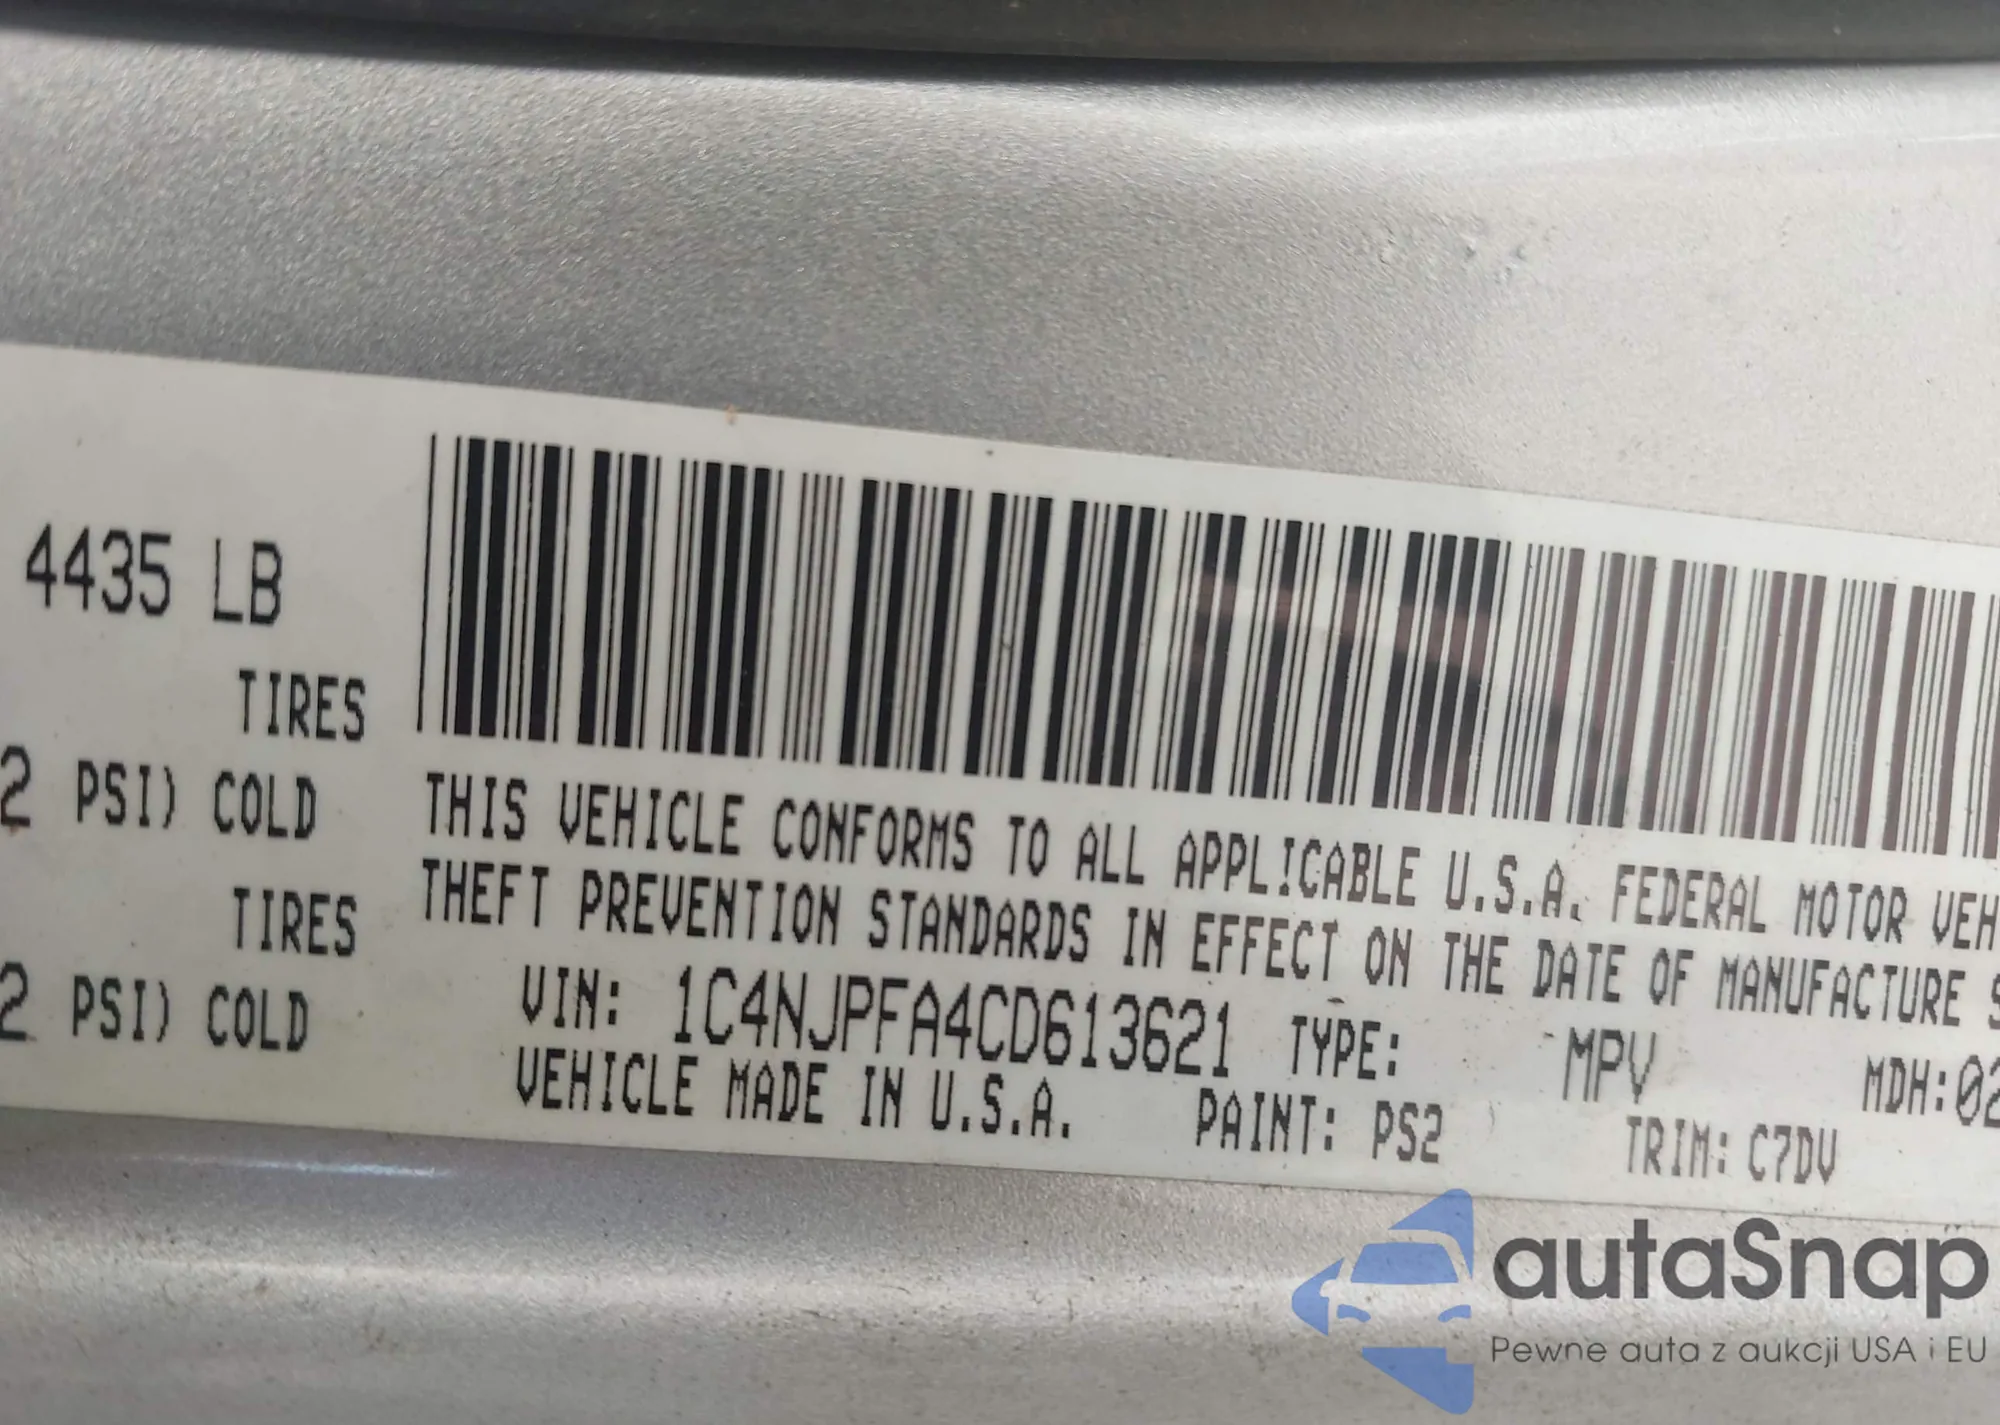 4435 LB
TIRES
2 PSI) COLD
TIRES
2 PSI) COLD
THIS VEHICLE CONFORMS TO ALL APPLICABLE U.S.A. FEDERAL MOTOR VEH
THEFT PREVENTION STANDARDS IN EFFECT ON THE DATE OF MANUFACTURE S
VIN: 1C4NJPFA4CD613621 TYPE: MPV MDH:02
VEHICLE MADE IN U.S.A. PAINT: PS2 TRIM: C7DV
autaSnap
Pewne auta z aukcji USA i EU